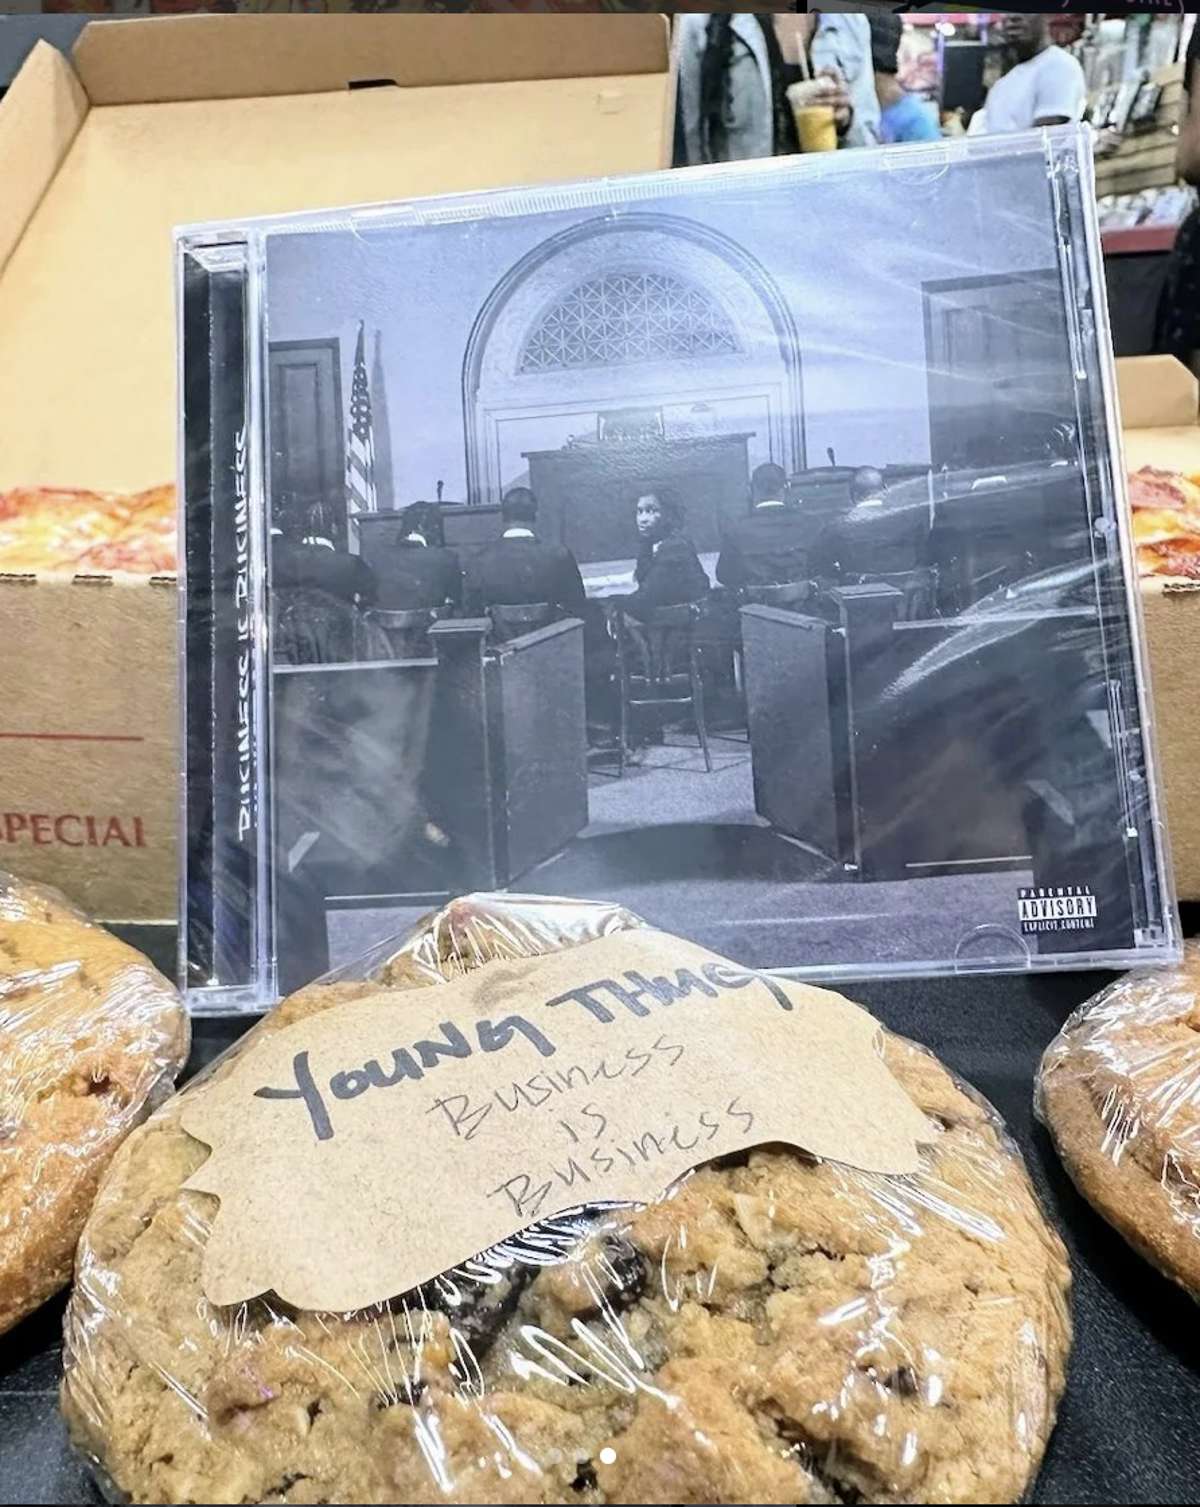 BUSINESS IS BUSINESS
SPECIAL
PARENTAL
ADVISORY
EXPLICIT CONTENT
YOUNG THUG
Business
is
Business